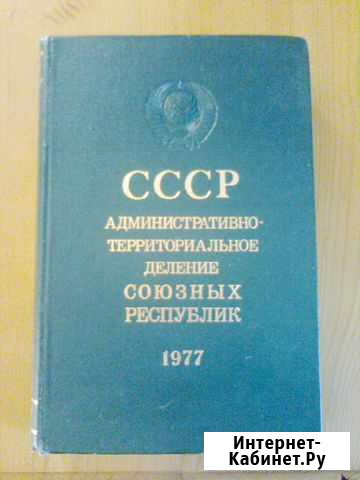 СССР
АДМИНИСТРАТИВНО-
ТЕРРИТОРИАЛЬНОЕ
ДЕЛЕНИЕ
СОЮЗНЫХ
РЕСПУБЛИК
1977
Интернет-
Кабинет.Ру